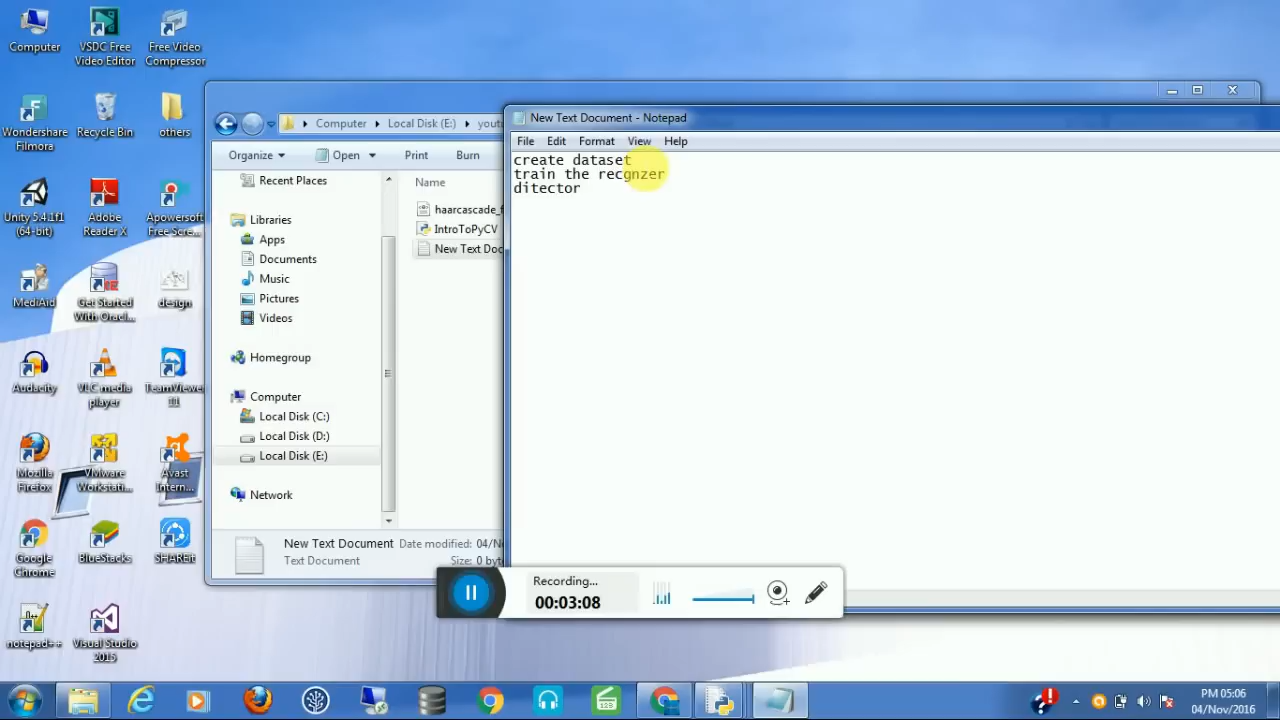 Computer
VSDC Free
Video Editor
Free Video
Compressor
Wondershare
Filmora
Recycle Bin
others
Unity 5.4.1f1
(64-bit)
Adobe
Reader X
Apowersoft
Free Scre...
MediAid
Get Started
With Oracl...
design
Audacity
VLC media
player
TeamViewer
11
Mozilla
Firefox
VMware
Workstati...
Avast
Intern...
Google
Chrome
BlueStacks
SHAREit
notepad++
Visual Studio
2015
Computer
Local Disk (E:)
Organize
Open
Print
Burn
Recent Places
Libraries
Apps
Documents
Music
Pictures
Videos
Homegroup
Computer
Local Disk (C:)
Local Disk (D:)
Local Disk (E:)
Network
Name
IntroToPyCV
New Text Doc
New Text Document
Date modified: 04/N
Text Document
Size: 0 byt
New Text Document - Notepad
File Edit Format View Help
create dataset
train the recgnzer
ditector
Recording...
00:03:08
PM 05:06
04/Nov/2016